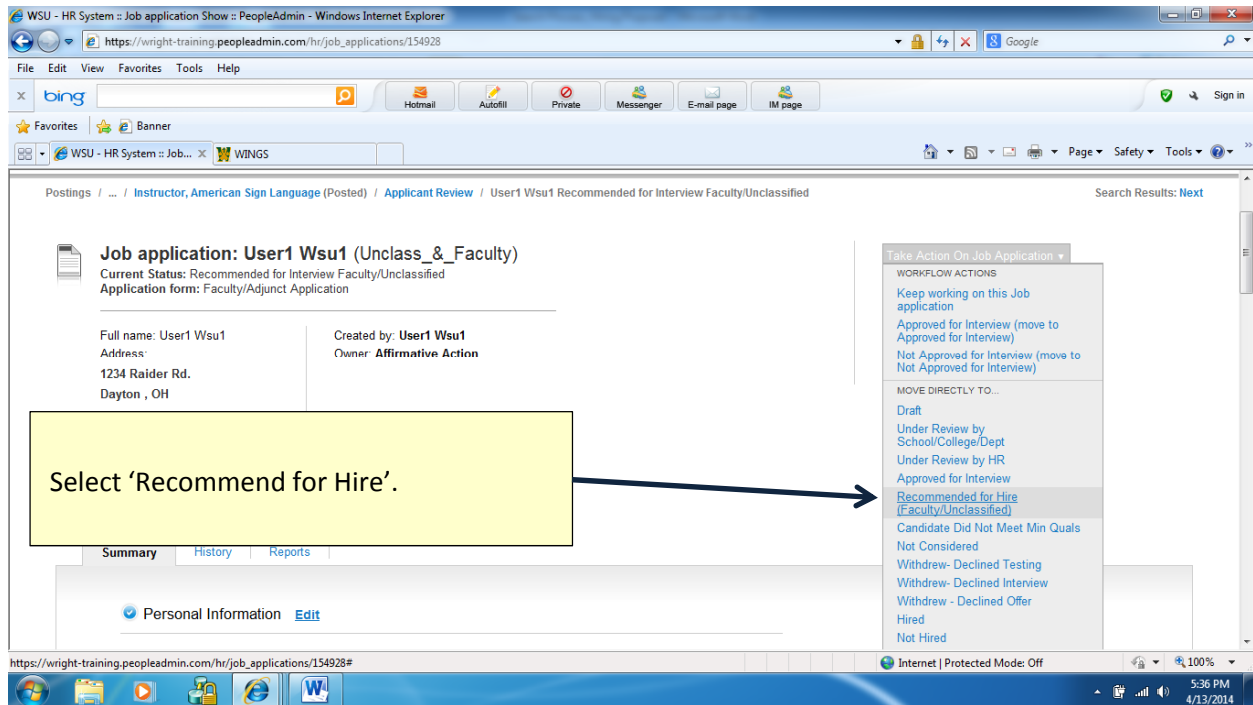 WSU - HR System :: Job application Show :: PeopleAdmin - Windows Internet Explorer
https://wright-training.peopleadmin.com/hr/job_applications/154928
Google
File Edit View Favorites Tools Help
x bing Hotmail Autofill Private Messenger E-mail page IM page Sign in
Favorites Banner
WSU - HR System :: Job... x WINGS Page Safety Tools
Postings / ... / Instructor, American Sign Language (Posted) / Applicant Review / User1 Wsu1 Recommended for Interview Faculty/Unclassified Search Results: Next
Job application: User1 Wsu1 (Unclass_&_Faculty)
Current Status: Recommended for Interview Faculty/Unclassified
Application form: Faculty/Adjunct Application
Full name: User1 Wsu1
Address:
1234 Raider Rd.
Dayton , OH
Created by: User1 Wsu1
Owner: Affirmative Action
Take Action On Job Application ▾
WORKFLOW ACTIONS
Keep working on this Job
application
Approved for Interview (move to
Approved for Interview)
Not Approved for Interview (move to
Not Approved for Interview)
MOVE DIRECTLY TO...
Draft
Under Review by
School/College/Dept
Under Review by HR
Approved for Interview
Recommended for Hire
(Faculty/Unclassified)
Candidate Did Not Meet Min Quals
Not Considered
Withdrew- Declined Testing
Withdrew- Declined Interview
Withdrew - Declined Offer
Hired
Not Hired
Select ‘Recommend for Hire’.
Summary History Reports
Personal Information Edit
https://wright-training.peopleadmin.com/hr/job_applications/154928#
Internet | Protected Mode: Off
100%
5:36 PM
4/13/2014